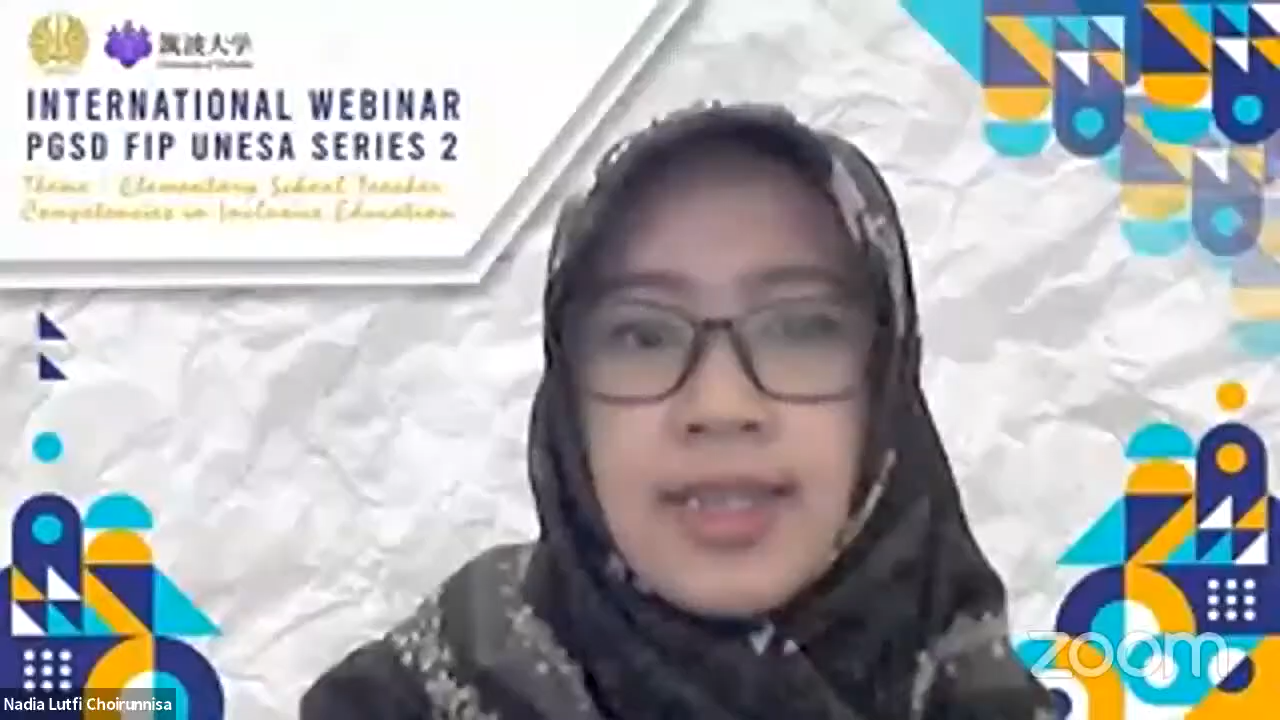 筑波大学
INTERNATIONAL WEBINAR
PGSD FIP UNESA SERIES 2
Theme : Elementary School Teacher
Competencies in Inclusive Education
zoom
Nadia Lutfi Choirunnisa